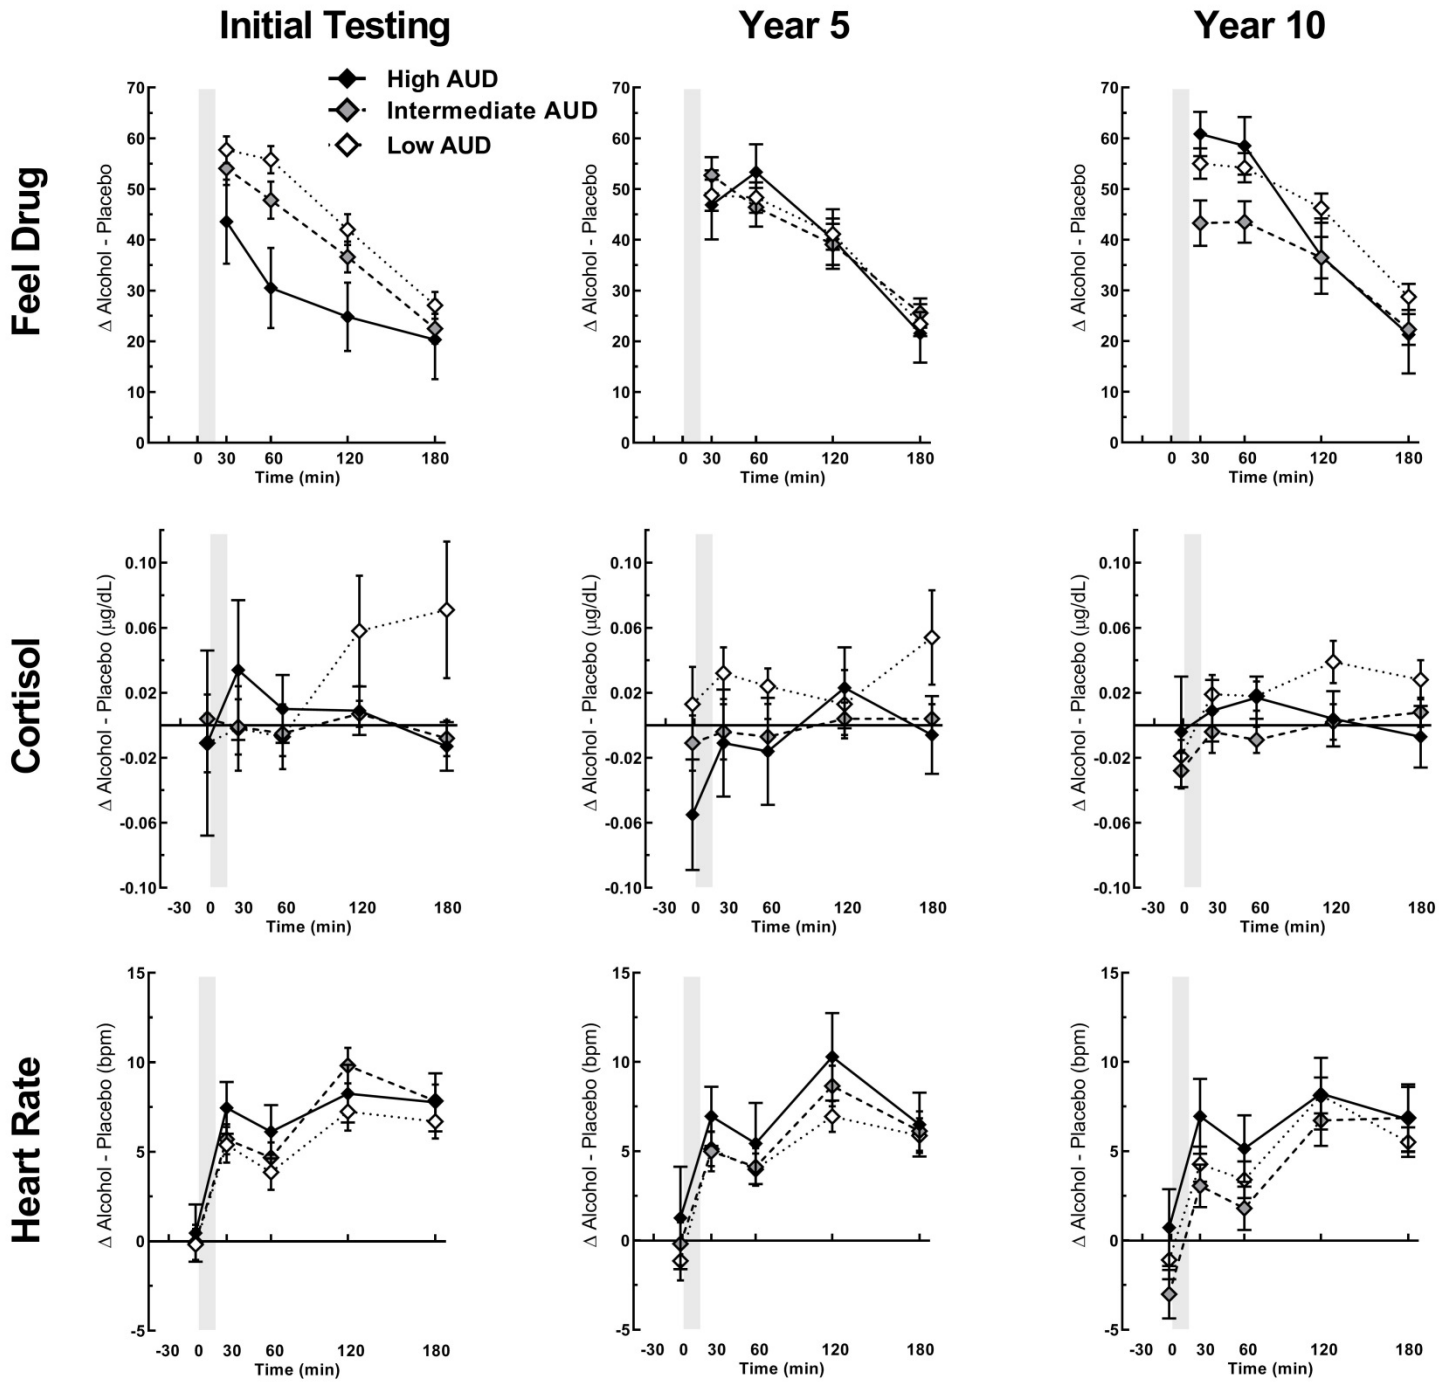 Initial Testing Year 5 Year 10
High AUD
Intermediate AUD
Low AUD
Feel Drug
Δ Alcohol - Placebo
70
60
50
40
30
20
10
0
0 30 60 120 180
Time (min)
Δ Alcohol - Placebo
70
60
50
40
30
20
10
0
0 30 60 120 180
Time (min)
Δ Alcohol - Placebo
70
60
50
40
30
20
10
0
0 30 60 120 180
Time (min)
Cortisol
Δ Alcohol - Placebo (µg/dL)
0.10
0.06
0.02
-0.02
-0.06
-0.10
-30 0 30 60 120 180
Time (min)
Δ Alcohol - Placebo (µg/dL)
0.10
0.06
0.02
-0.02
-0.06
-0.10
-30 0 30 60 120 180
Time (min)
Δ Alcohol - Placebo (µg/dL)
0.10
0.06
0.02
-0.02
-0.06
-0.10
-30 0 30 60 120 180
Time (min)
Heart Rate
Δ Alcohol - Placebo (bpm)
15
10
5
0
-5
-30 0 30 60 120 180
Time (min)
Δ Alcohol - Placebo (bpm)
15
10
5
0
-5
-30 0 30 60 120 180
Time (min)
Δ Alcohol - Placebo (bpm)
15
10
5
0
-5
-30 0 30 60 120 180
Time (min)